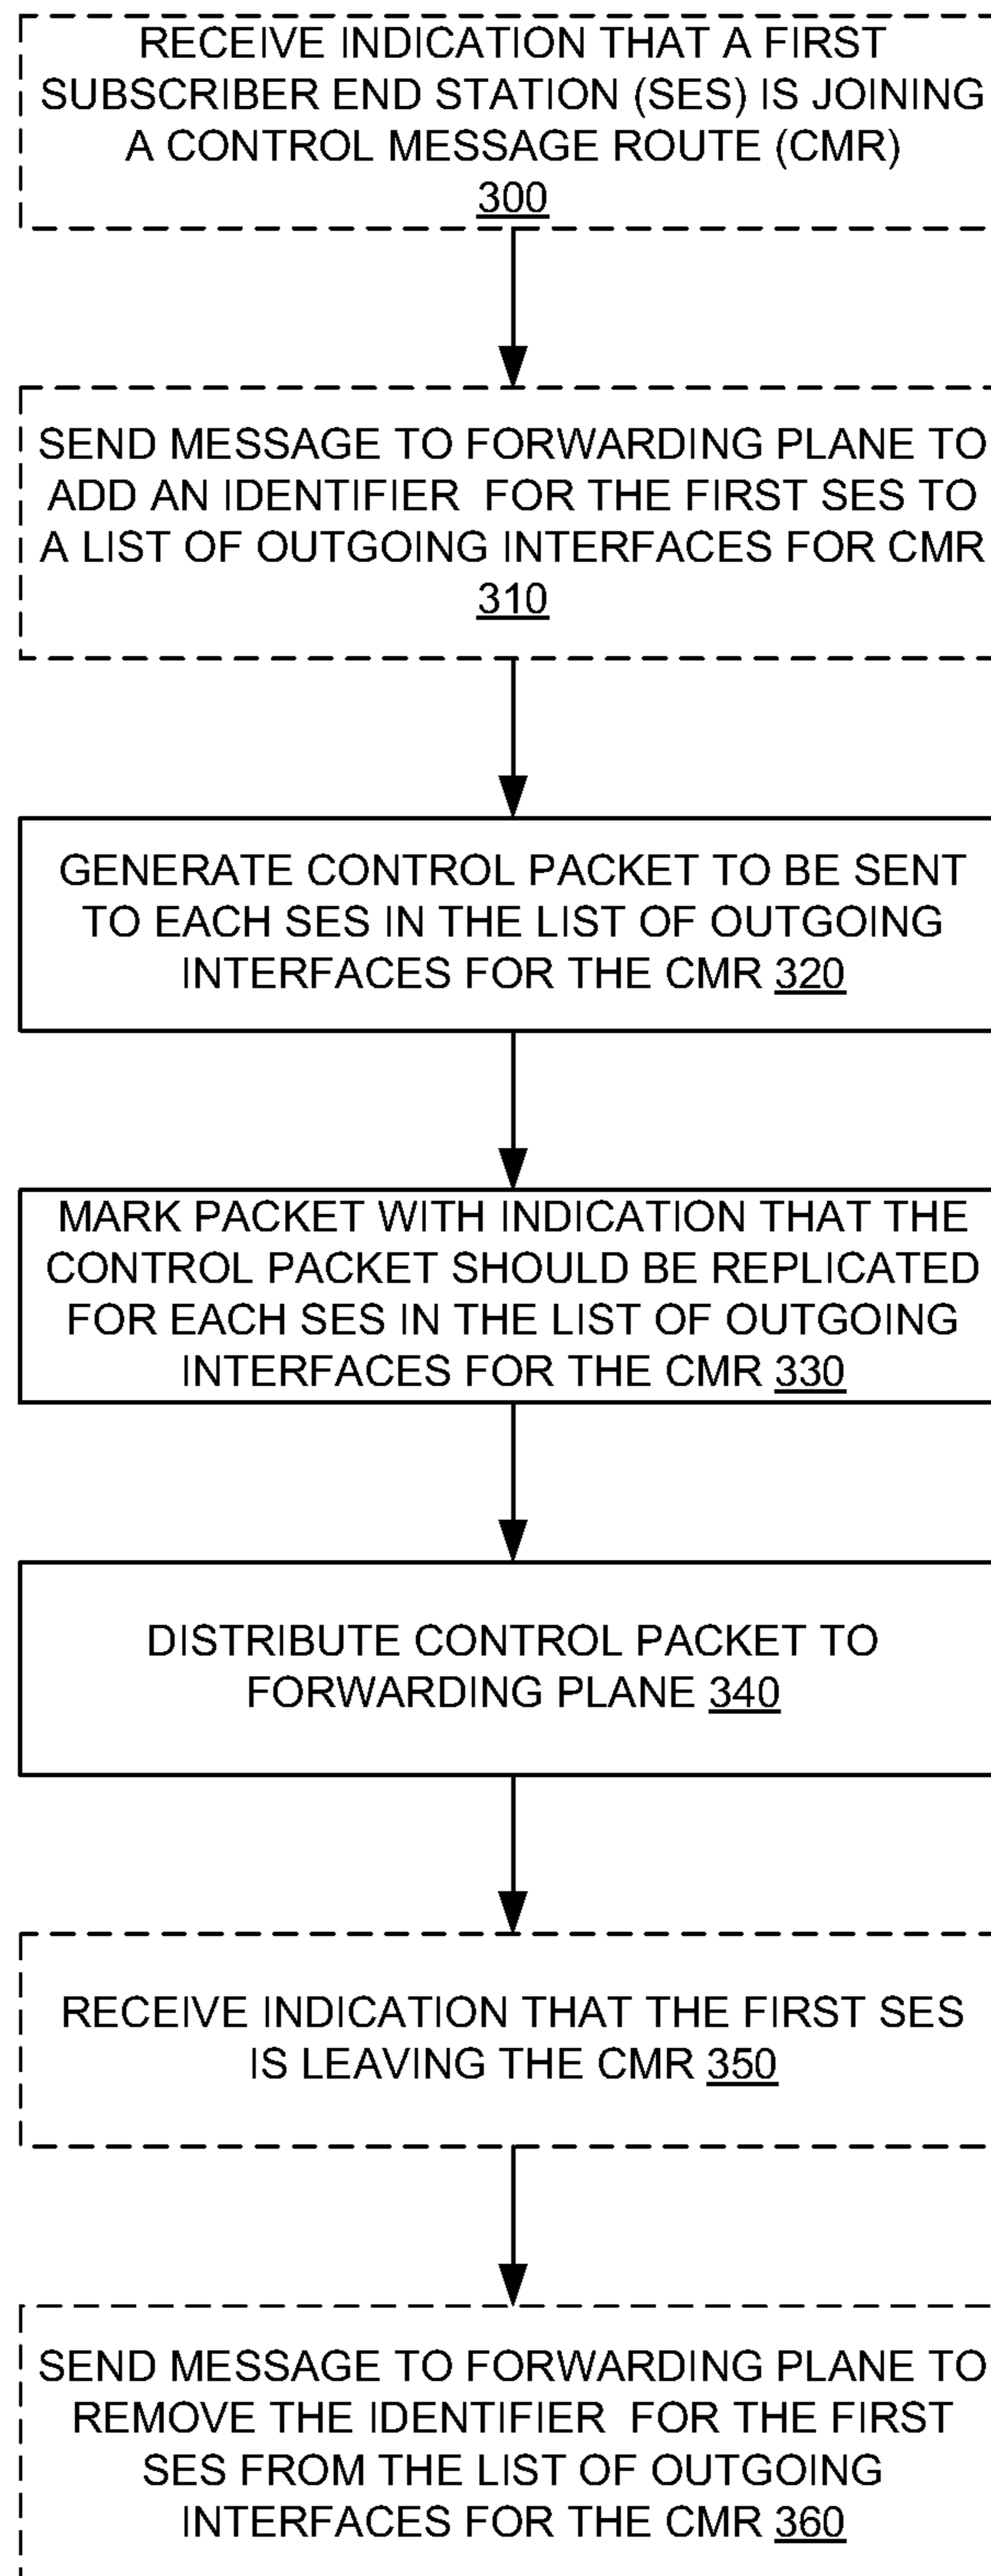 RECEIVE INDICATION THAT A FIRST
SUBSCRIBER END STATION (SES) IS JOINING
A CONTROL MESSAGE ROUTE (CMR)
300
SEND MESSAGE TO FORWARDING PLANE TO
ADD AN IDENTIFIER FOR THE FIRST SES TO
A LIST OF OUTGOING INTERFACES FOR CMR
310
GENERATE CONTROL PACKET TO BE SENT
TO EACH SES IN THE LIST OF OUTGOING
INTERFACES FOR THE CMR 320
MARK PACKET WITH INDICATION THAT THE
CONTROL PACKET SHOULD BE REPLICATED
FOR EACH SES IN THE LIST OF OUTGOING
INTERFACES FOR THE CMR 330
DISTRIBUTE CONTROL PACKET TO
FORWARDING PLANE 340
RECEIVE INDICATION THAT THE FIRST SES
IS LEAVING THE CMR 350
SEND MESSAGE TO FORWARDING PLANE TO
REMOVE THE IDENTIFIER FOR THE FIRST
SES FROM THE LIST OF OUTGOING
INTERFACES FOR THE CMR 360